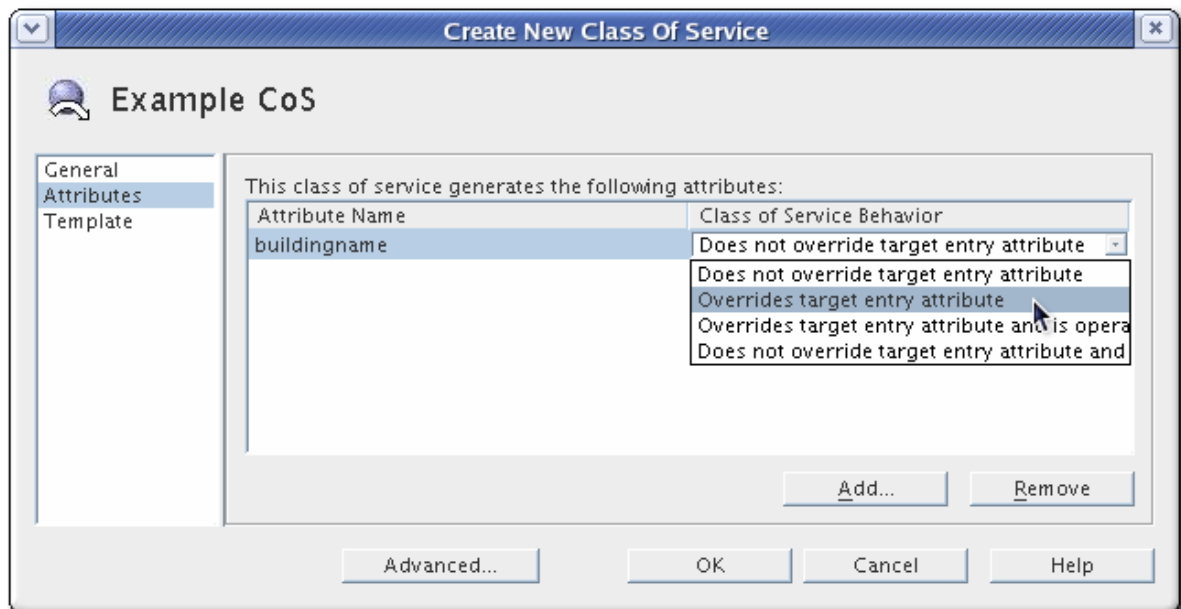 Create New Class Of Service
Example CoS
General
Attributes
Template
This class of service generates the following attributes:
Attribute Name
Class of Service Behavior
buildingname
Does not override target entry attribute
Does not override target entry attribute
Overrides target entry attribute
Overrides target entry attribute and is opera
Does not override target entry attribute and
Add...
Remove
Advanced...
OK
Cancel
Help